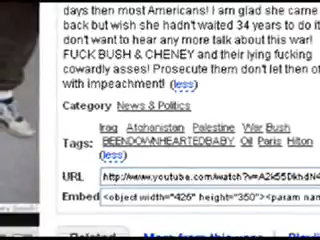 days then most Americans! I am glad she came
back but wish she hadn't waited 34 years to do it
don't want to hear any more talk about this war!
FUCK BUSH & CHENEY and their lying fucking
cowardly asses! Prosecute them don't let then of
with impeachment! (less)
Category News & Politics
Iraq Afghanistan Palestine War Bush
Tags: BEENDOWNHEARTEDBABY Oil Paris Hilton
(less)
URL http://www.youtube.com/watch?v=
Embed <object width="425" height="350"><param nam
Related More from this user